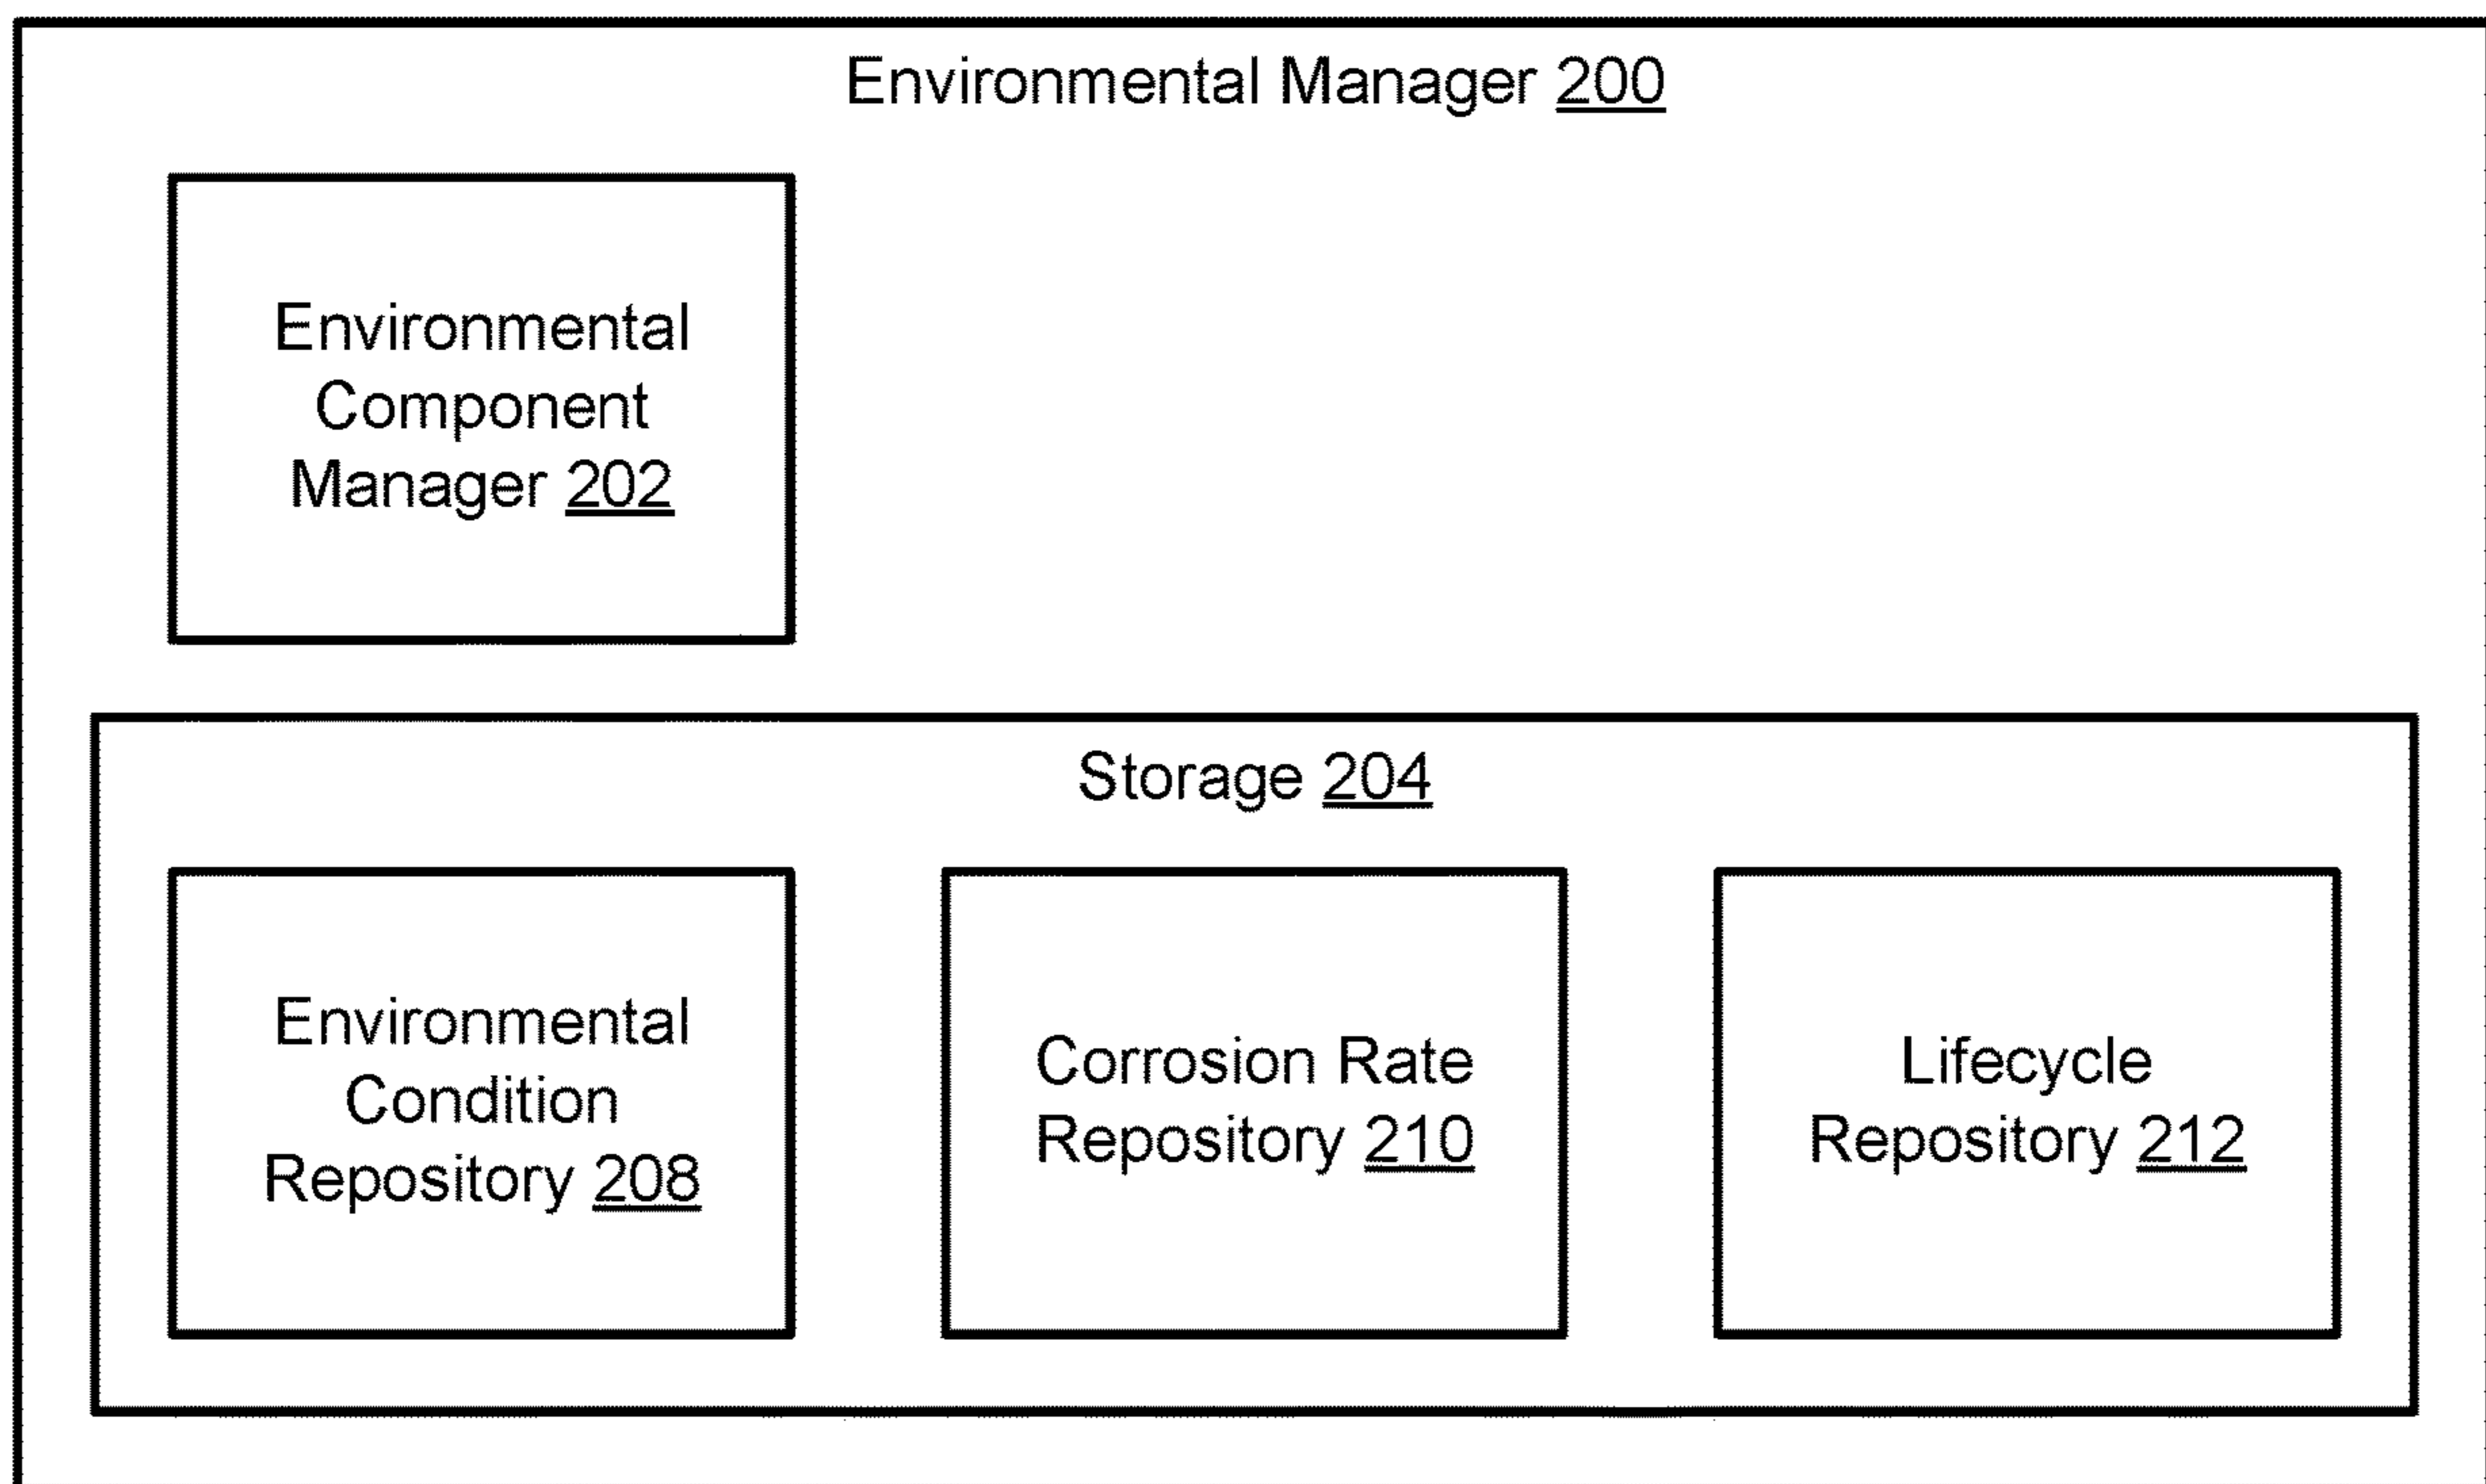 Environmental Manager 200
Environmental
Component
Manager 202
Storage 204
Environmental
Condition
Repository 208
Corrosion Rate
Repository 210
Lifecycle
Repository 212